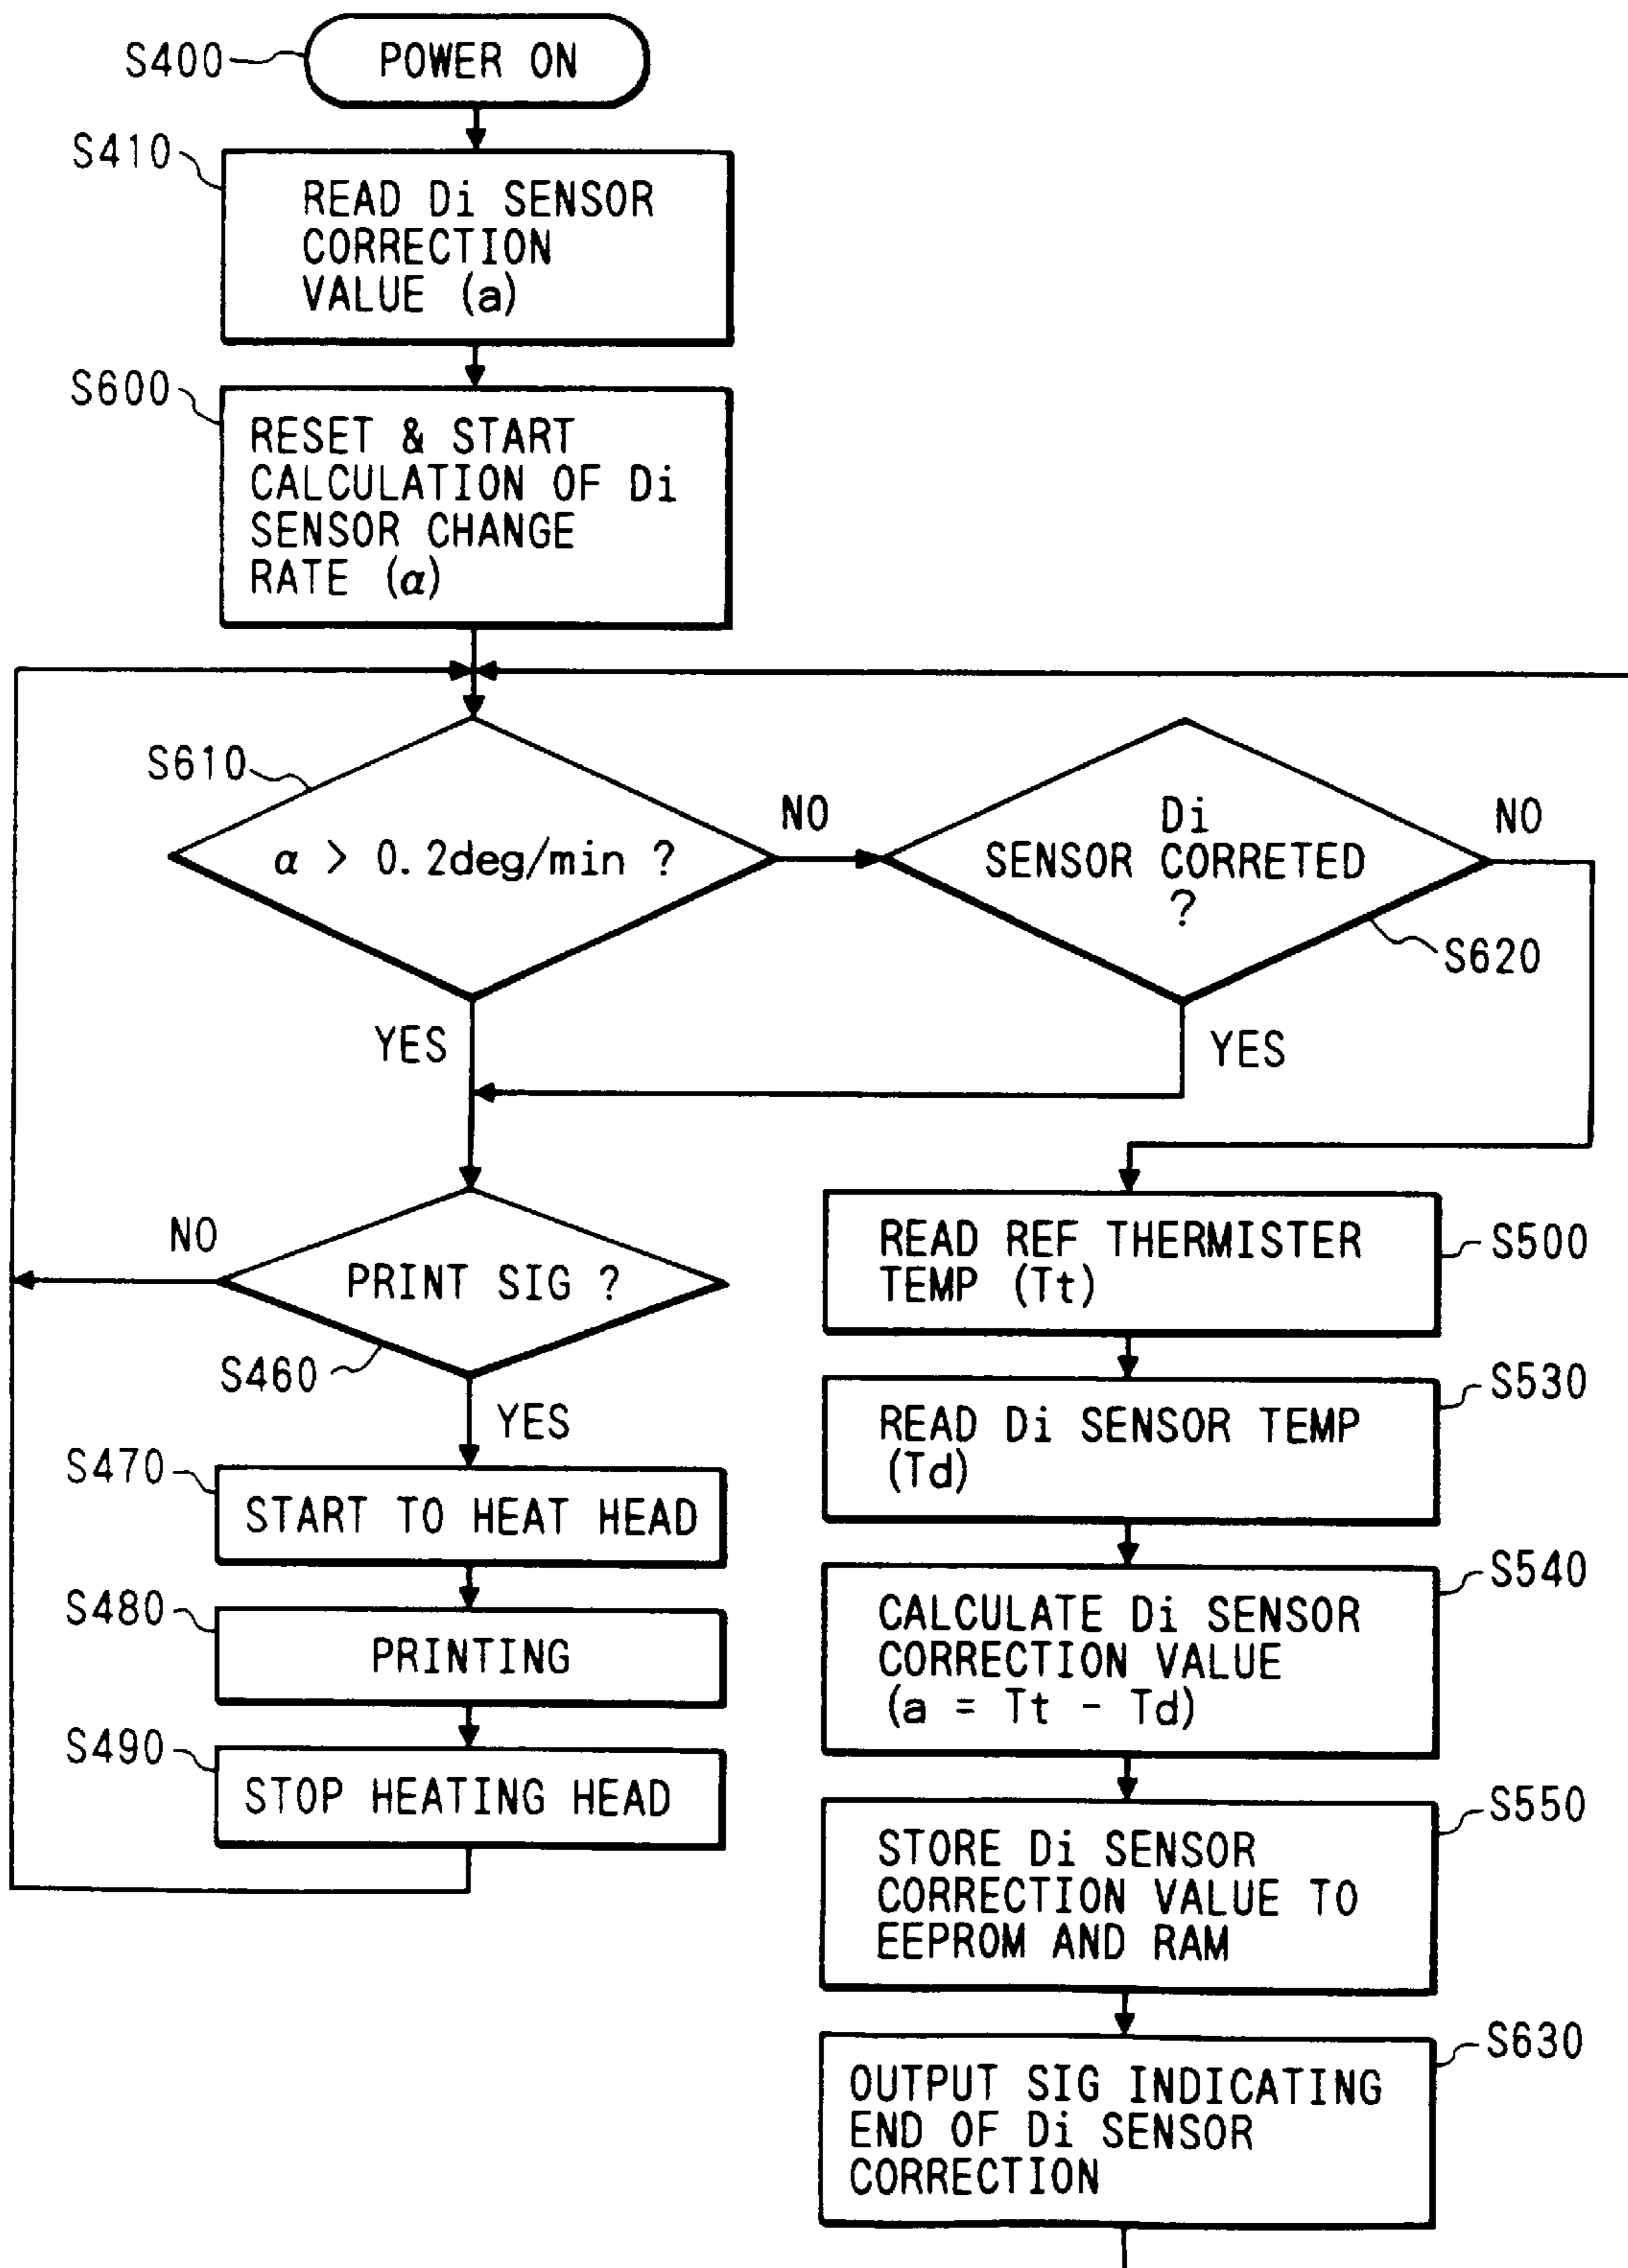 S400
POWER ON
S410
READ Di SENSOR
CORRECTION
VALUE (a)
S600
RESET & START
CALCULATION OF Di
SENSOR CHANGE
RATE (α)
S610
α > 0.2deg/min ?
NO
YES
Di
SENSOR CORRETED
?
NO
S620
YES
PRINT SIG ?
NO
S460
YES
S470
START TO HEAT HEAD
S480
PRINTING
S490
STOP HEATING HEAD
READ REF THERMISTER
TEMP (Tt)
S500
READ Di SENSOR TEMP
(Td)
S530
CALCULATE Di SENSOR
CORRECTION VALUE
(a = Tt - Td)
S540
STORE Di SENSOR
CORRECTION VALUE TO
EEPROM AND RAM
S550
OUTPUT SIG INDICATING
END OF Di SENSOR
CORRECTION
S630